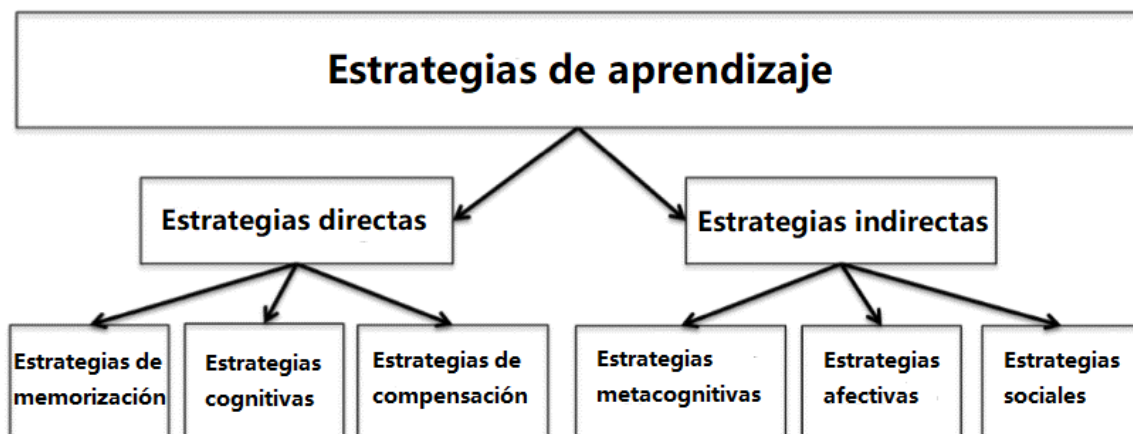 Estrategias de aprendizaje
Estrategias directas
Estrategias indirectas
Estrategias de
memorización
Estrategias
cognitivas
Estrategias de
compensación
Estrategias
metacognitivas
Estrategias
afectivas
Estrategias
sociales